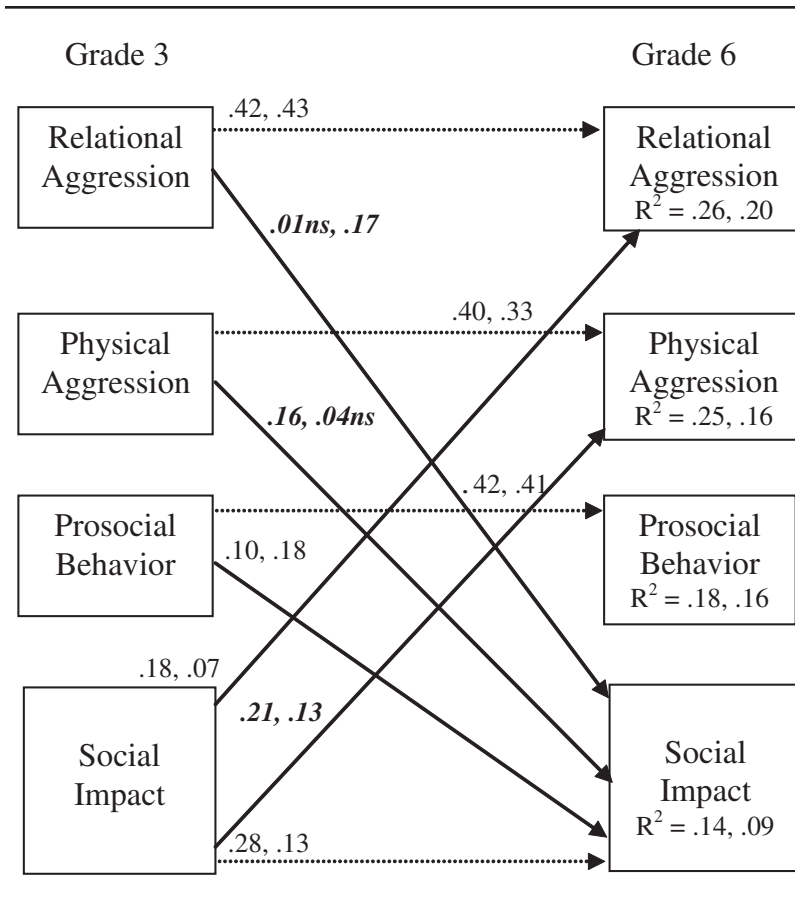 Grade 3
Grade 6
.42, .43
Relational
Aggression
Relational
Aggression
R² = .26, .20
.01ns, .17
.40, .33
Physical
Aggression
Physical
Aggression
R² = .25, .16
.16, .04ns
.42, .41
Prosocial
Behavior
Prosocial
Behavior
R² = .18, .16
.10, .18
.18, .07
.21, .13
Social
Impact
Social
Impact
R² = .14, .09
.28, .13